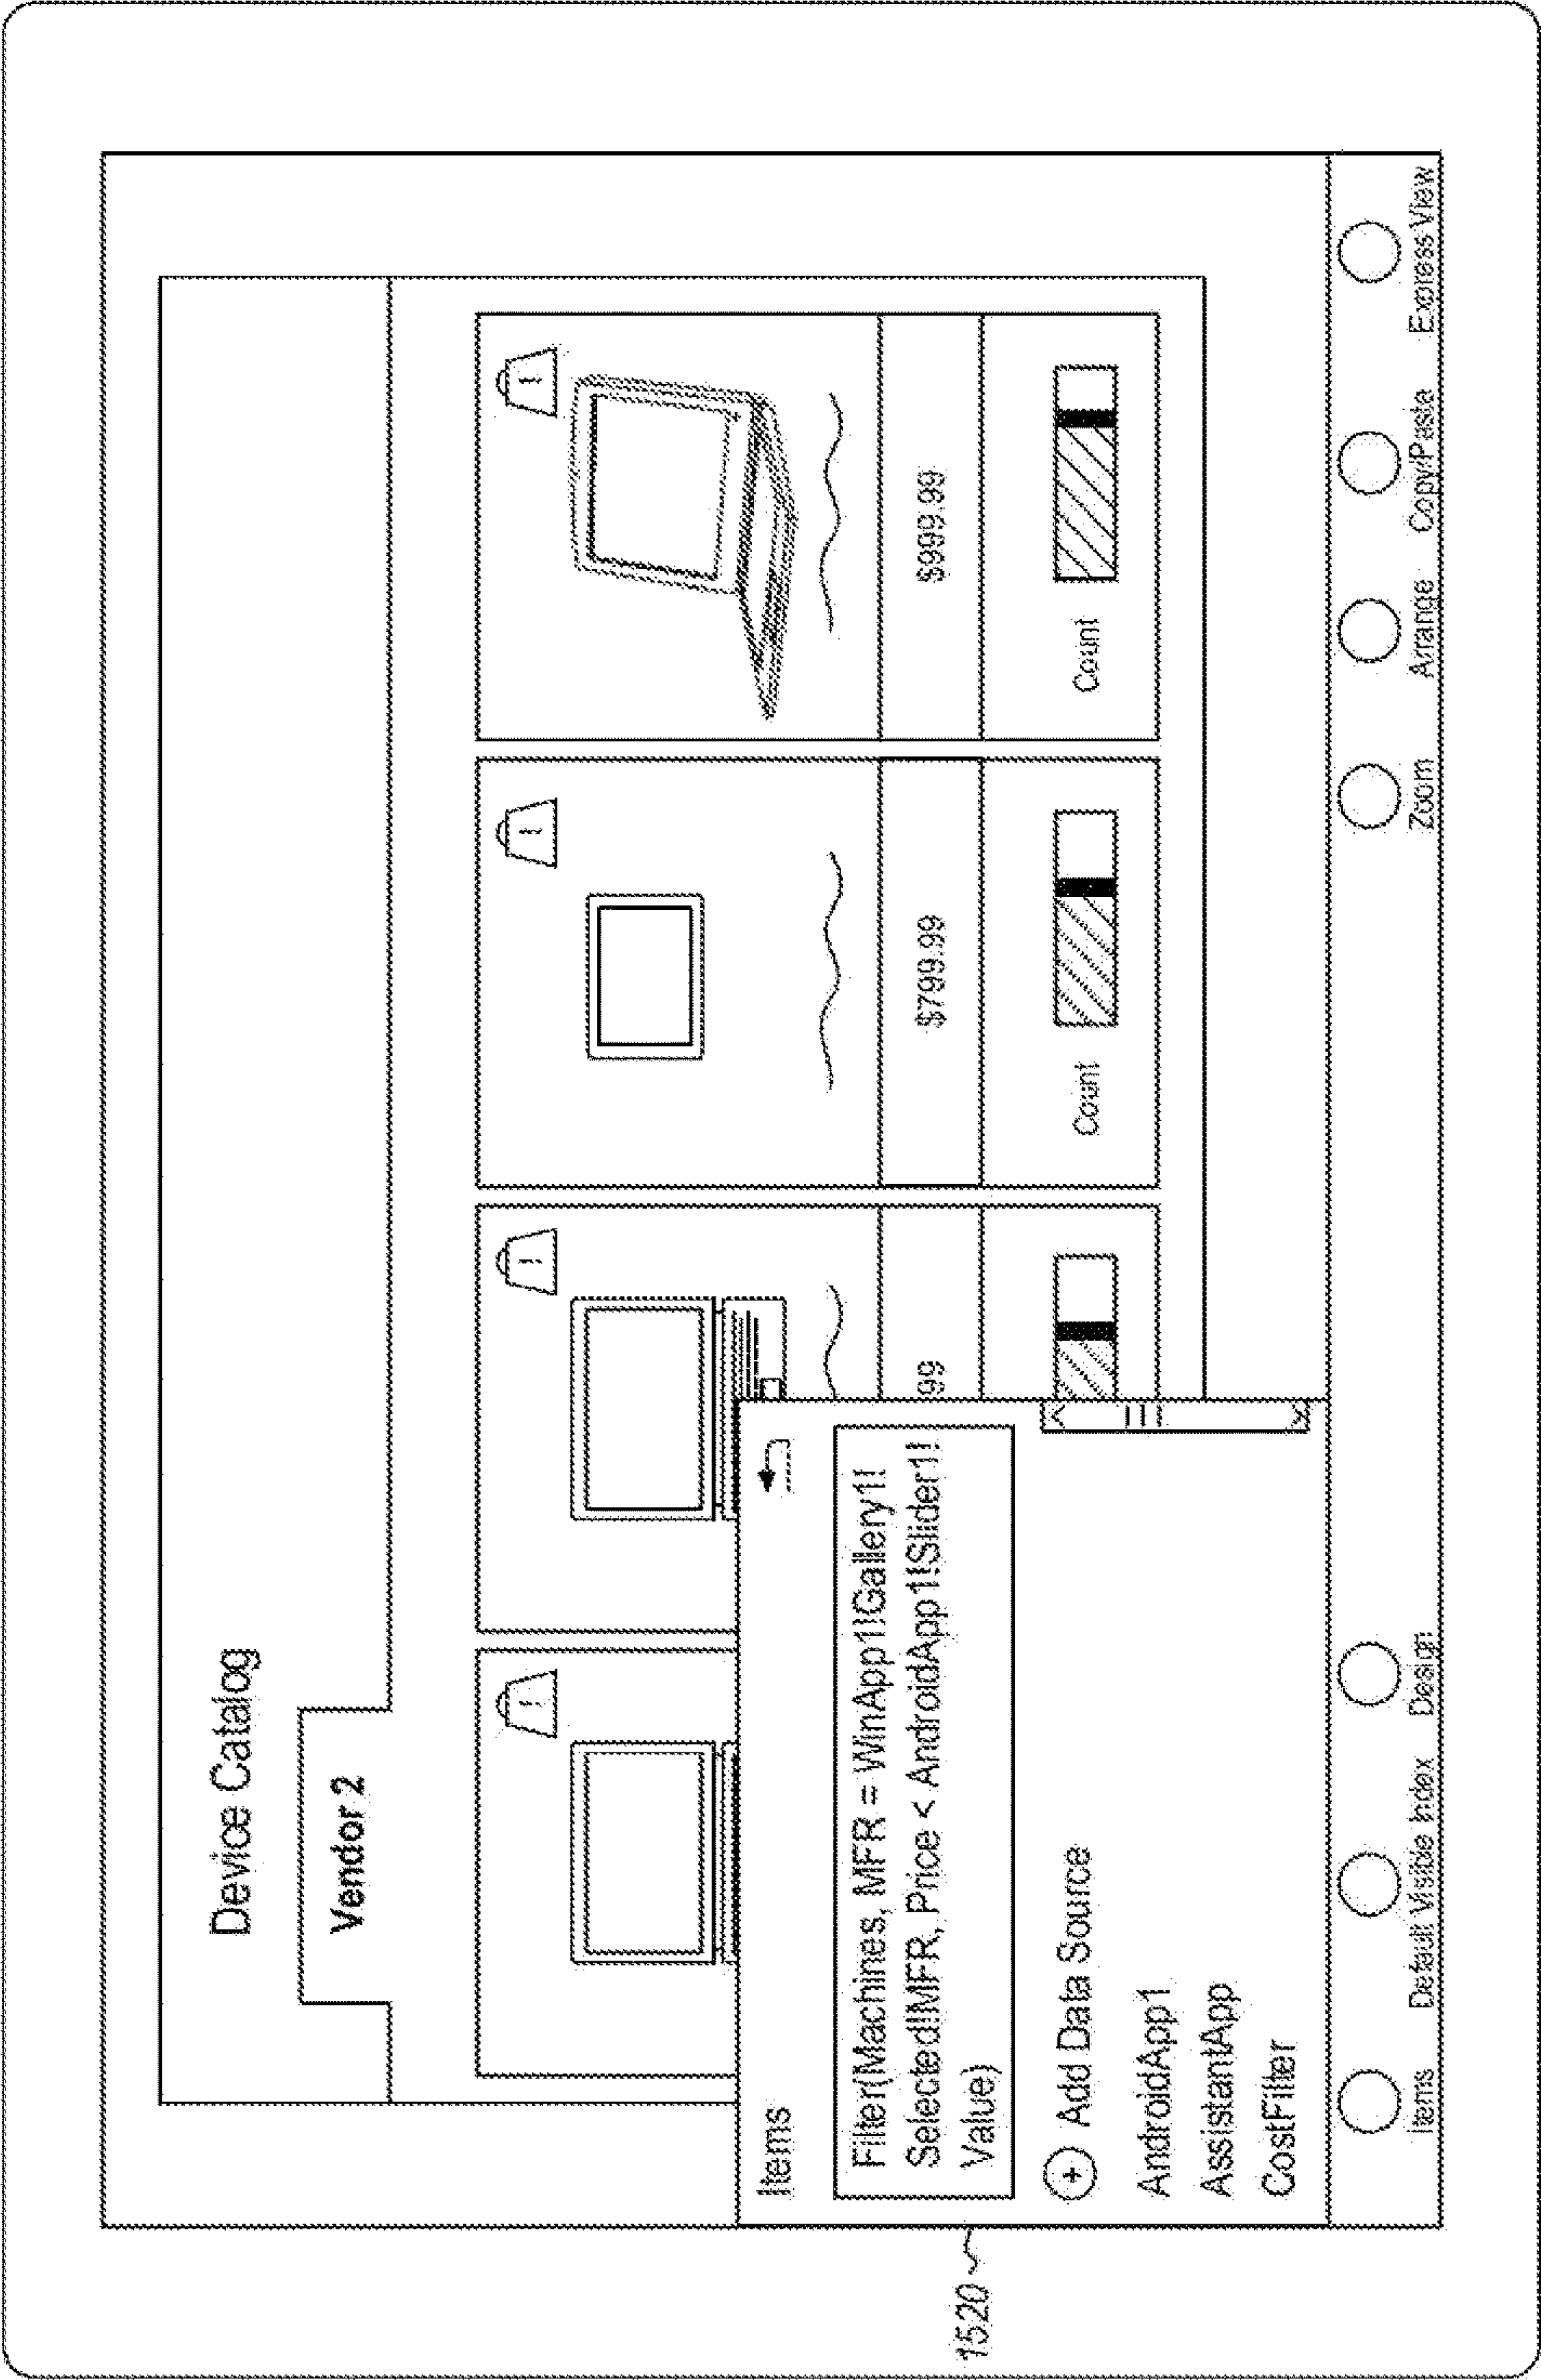 Device Catalog
Vendor 2
99
$799.99
$999.99
Count
Count
Items
Filter(Machines, MFR = WinApp1!Gallery1!
Selected!MFR, Price < AndroidApp1!Slider1!
Value)
+ Add Data Source
AndroidApp1
AssistantApp
CostFilter
1520
Items
Default Visible Index
Design
Zoom
Arrange
Copy/Paste
Express View